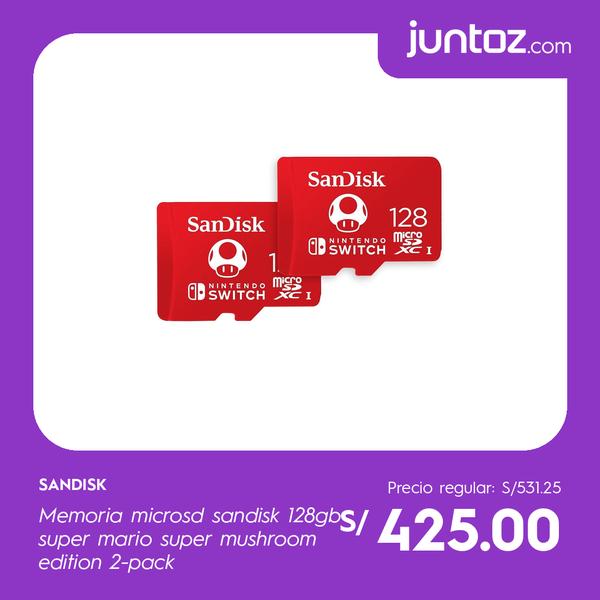 juntoz.com
SanDisk
128
NINTENDO
SWITCH
micro
SD
XC I
SanDisk
NINTENDO
SWITCH
micro
SD
XC I
SANDISK
Memoria microsd sandisk 128gb
super mario super mushroom
edition 2-pack
Precio regular: S/531.25
S/ 425.00